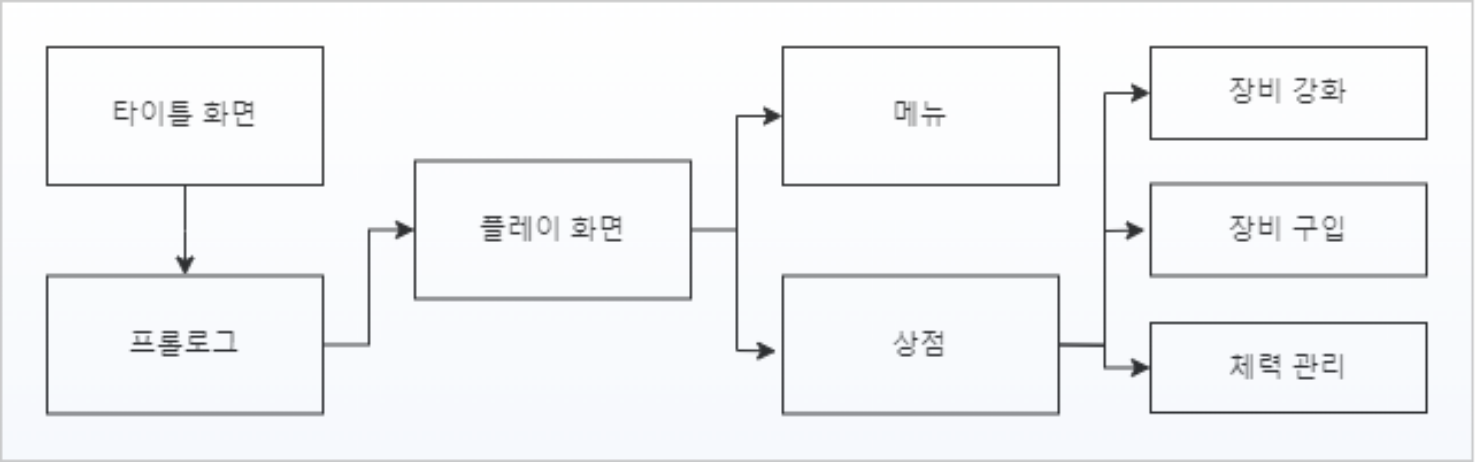 타이틀 화면
프롤로그
플레이 화면
메뉴
상점
장비 강화
장비 구입
체력 관리